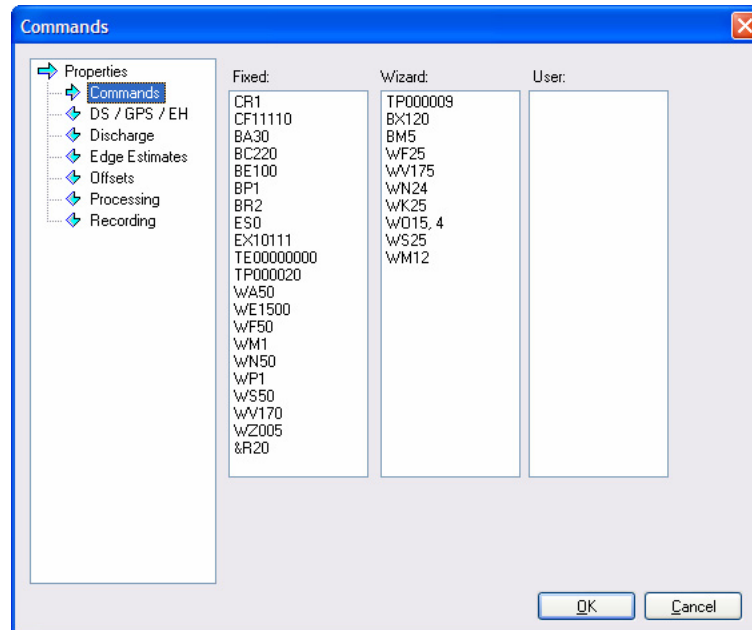 Commands
Properties
Commands
DS / GPS / EH
Discharge
Edge Estimates
Offsets
Processing
Recording
Fixed:
CR1
CF11110
BA30
BC220
BE100
BP1
BR2
ES0
EX10111
TE00000000
TP000020
WA50
WE1500
WF50
WM1
WN50
WP1
WS50
WV170
WZ005
&R20
Wizard:
TP000009
BX120
BM5
WF25
WV175
WN24
WK25
WO15, 4
WS25
WM12
User:
OK
Cancel